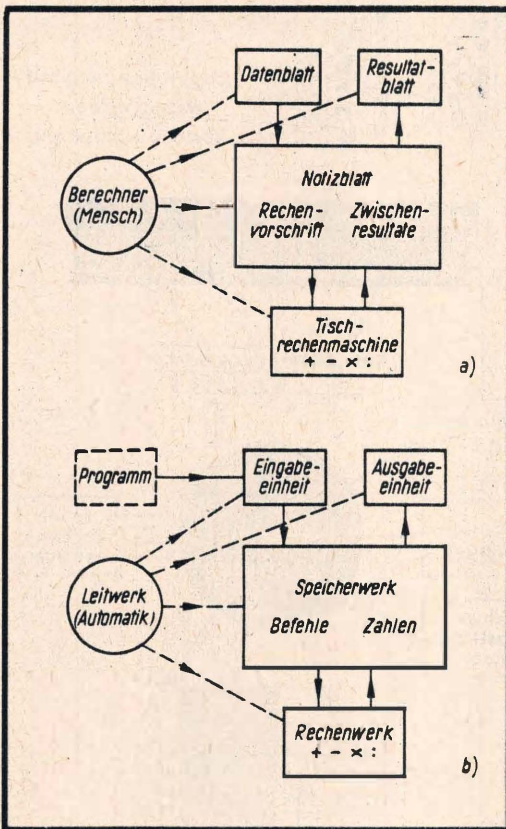 Datenblatt
Resultat-
blatt
Berechner
(Mensch)
Notizblatt
Rechen-
vorschrift
Zwischen-
resultate
Tisch-
rechenmaschine
+ - × :
a)
Programm
Eingabe-
einheit
Ausgabe-
einheit
Leitwerk
(Automatik)
Speicherwerk
Befehle Zahlen
Rechenwerk
+ - × :
b)